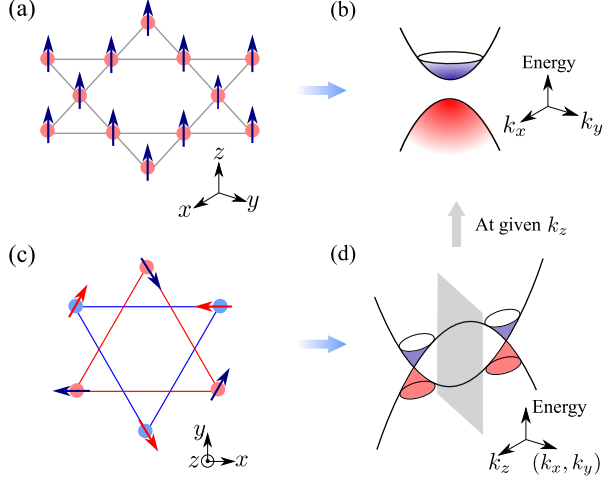 (a)
z
x
y
(b)
Energy
k_x
k_y
At given k_z
(c)
y
z
x
(d)
Energy
k_z
(k_x, k_y)